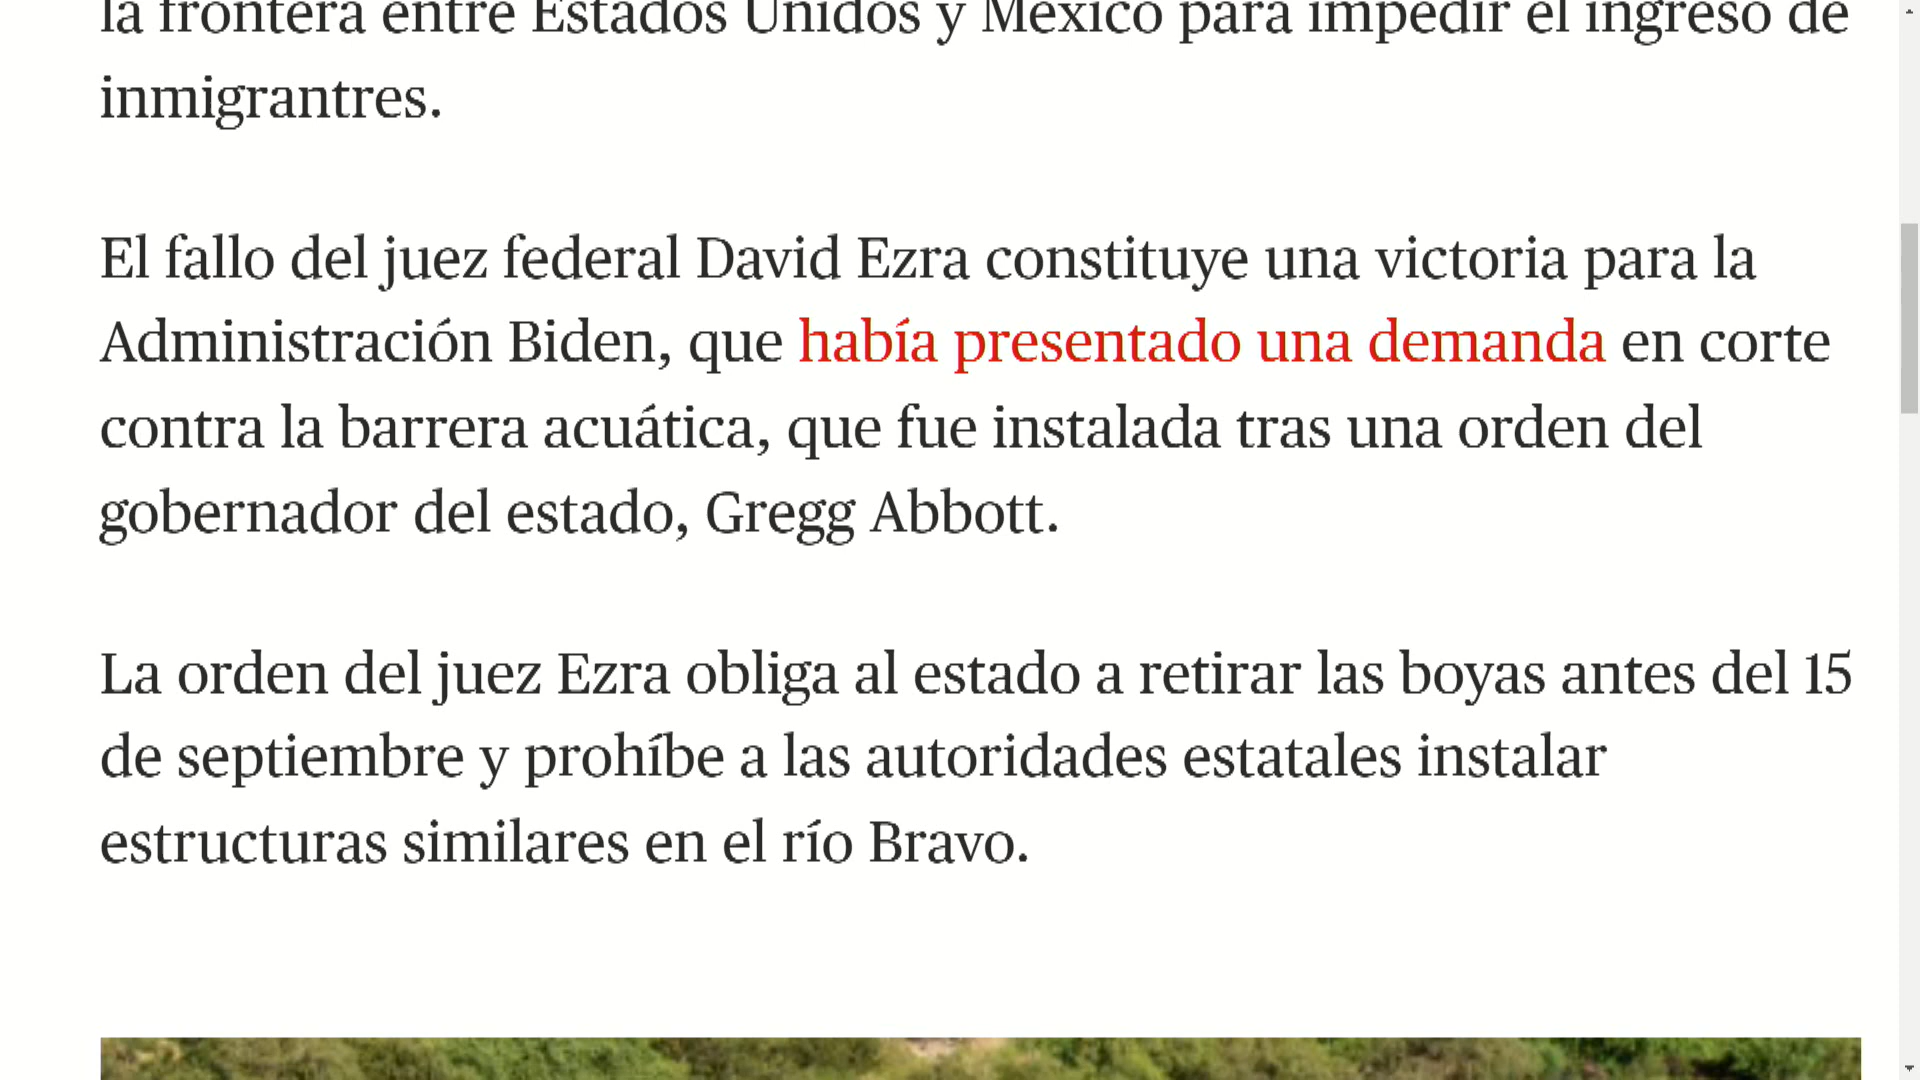 la frontera entre Estados Unidos y México para impedir el ingreso de
inmigrantres.
El fallo del juez federal David Ezra constituye una victoria para la
Administración Biden, que había presentado una demanda en corte
contra la barrera acuática, que fue instalada tras una orden del
gobernador del estado, Gregg Abbott.
La orden del juez Ezra obliga al estado a retirar las boyas antes del 15
de septiembre y prohíbe a las autoridades estatales instalar
estructuras similares en el río Bravo.